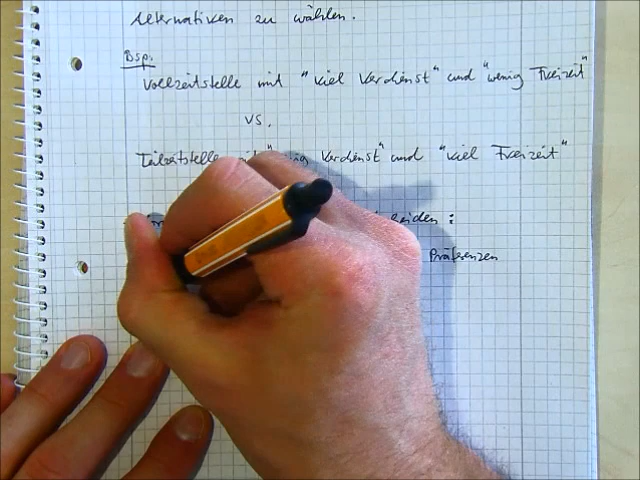 Alternativen zu wählen.
Bsp.
Vollzeitstelle mit "viel Verdienst" und "wenig Freizeit"
vs.
Teilzeitstelle Verdienst" und "viel Freizeit"
:
Präferenzen